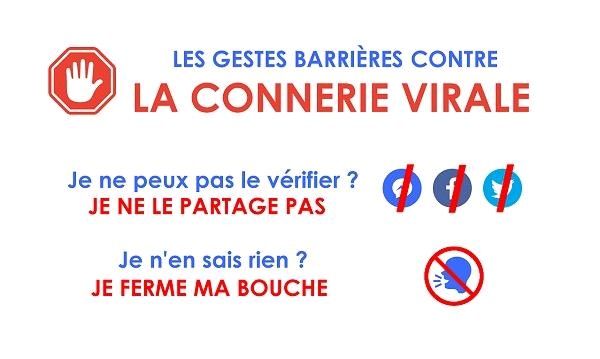 LES GESTES BARRIÈRES CONTRE
LA CONNERIE VIRALE
Je ne peux pas le vérifier ?
JE NE LE PARTAGE PAS
Je n'en sais rien ?
JE FERME MA BOUCHE